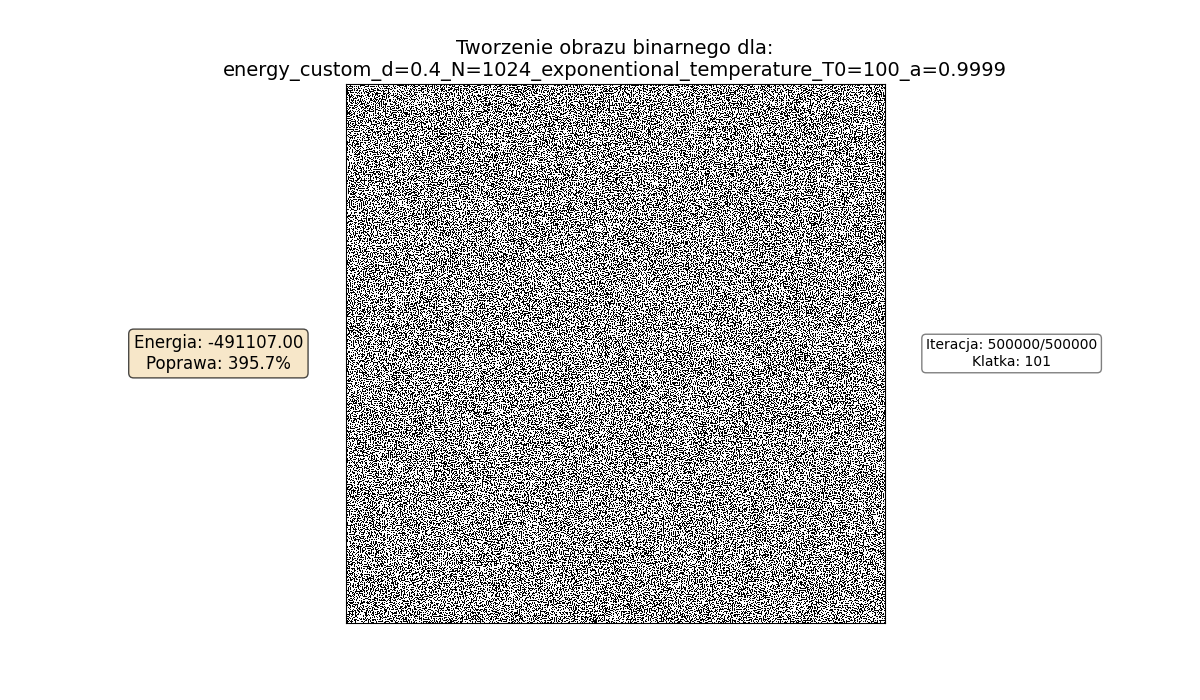 Tworzenie obrazu binarnego dla:
energy_custom_d=0.4_N=1024_exponentional_temperature_T0=100_a=0.9999
Energia: -491107.00
Poprawa: 395.7%
Iteracja: 500000/500000
Klatka: 101